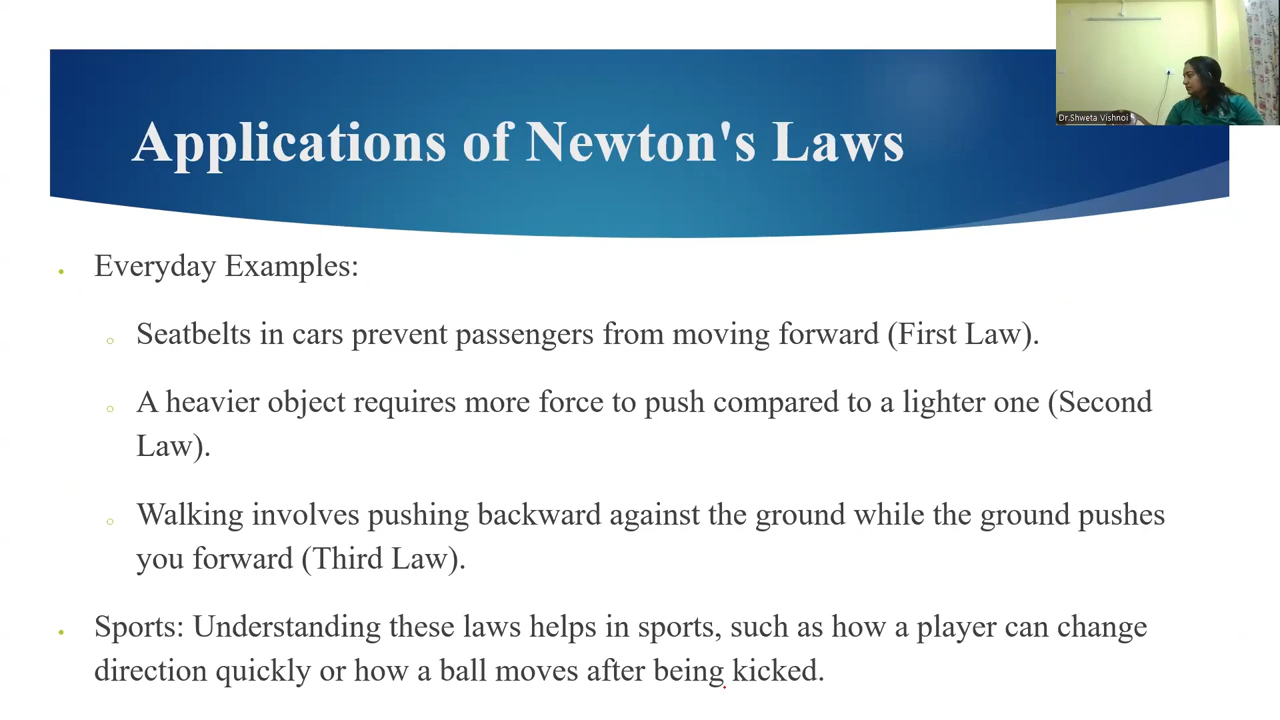 Applications of Newton's Laws
Dr.Shweta Vishnoi
Everyday Examples:
Seatbelts in cars prevent passengers from moving forward (First Law).
A heavier object requires more force to push compared to a lighter one (Second
Law).
Walking involves pushing backward against the ground while the ground pushes
you forward (Third Law).
Sports: Understanding these laws helps in sports, such as how a player can change
direction quickly or how a ball moves after being kicked.